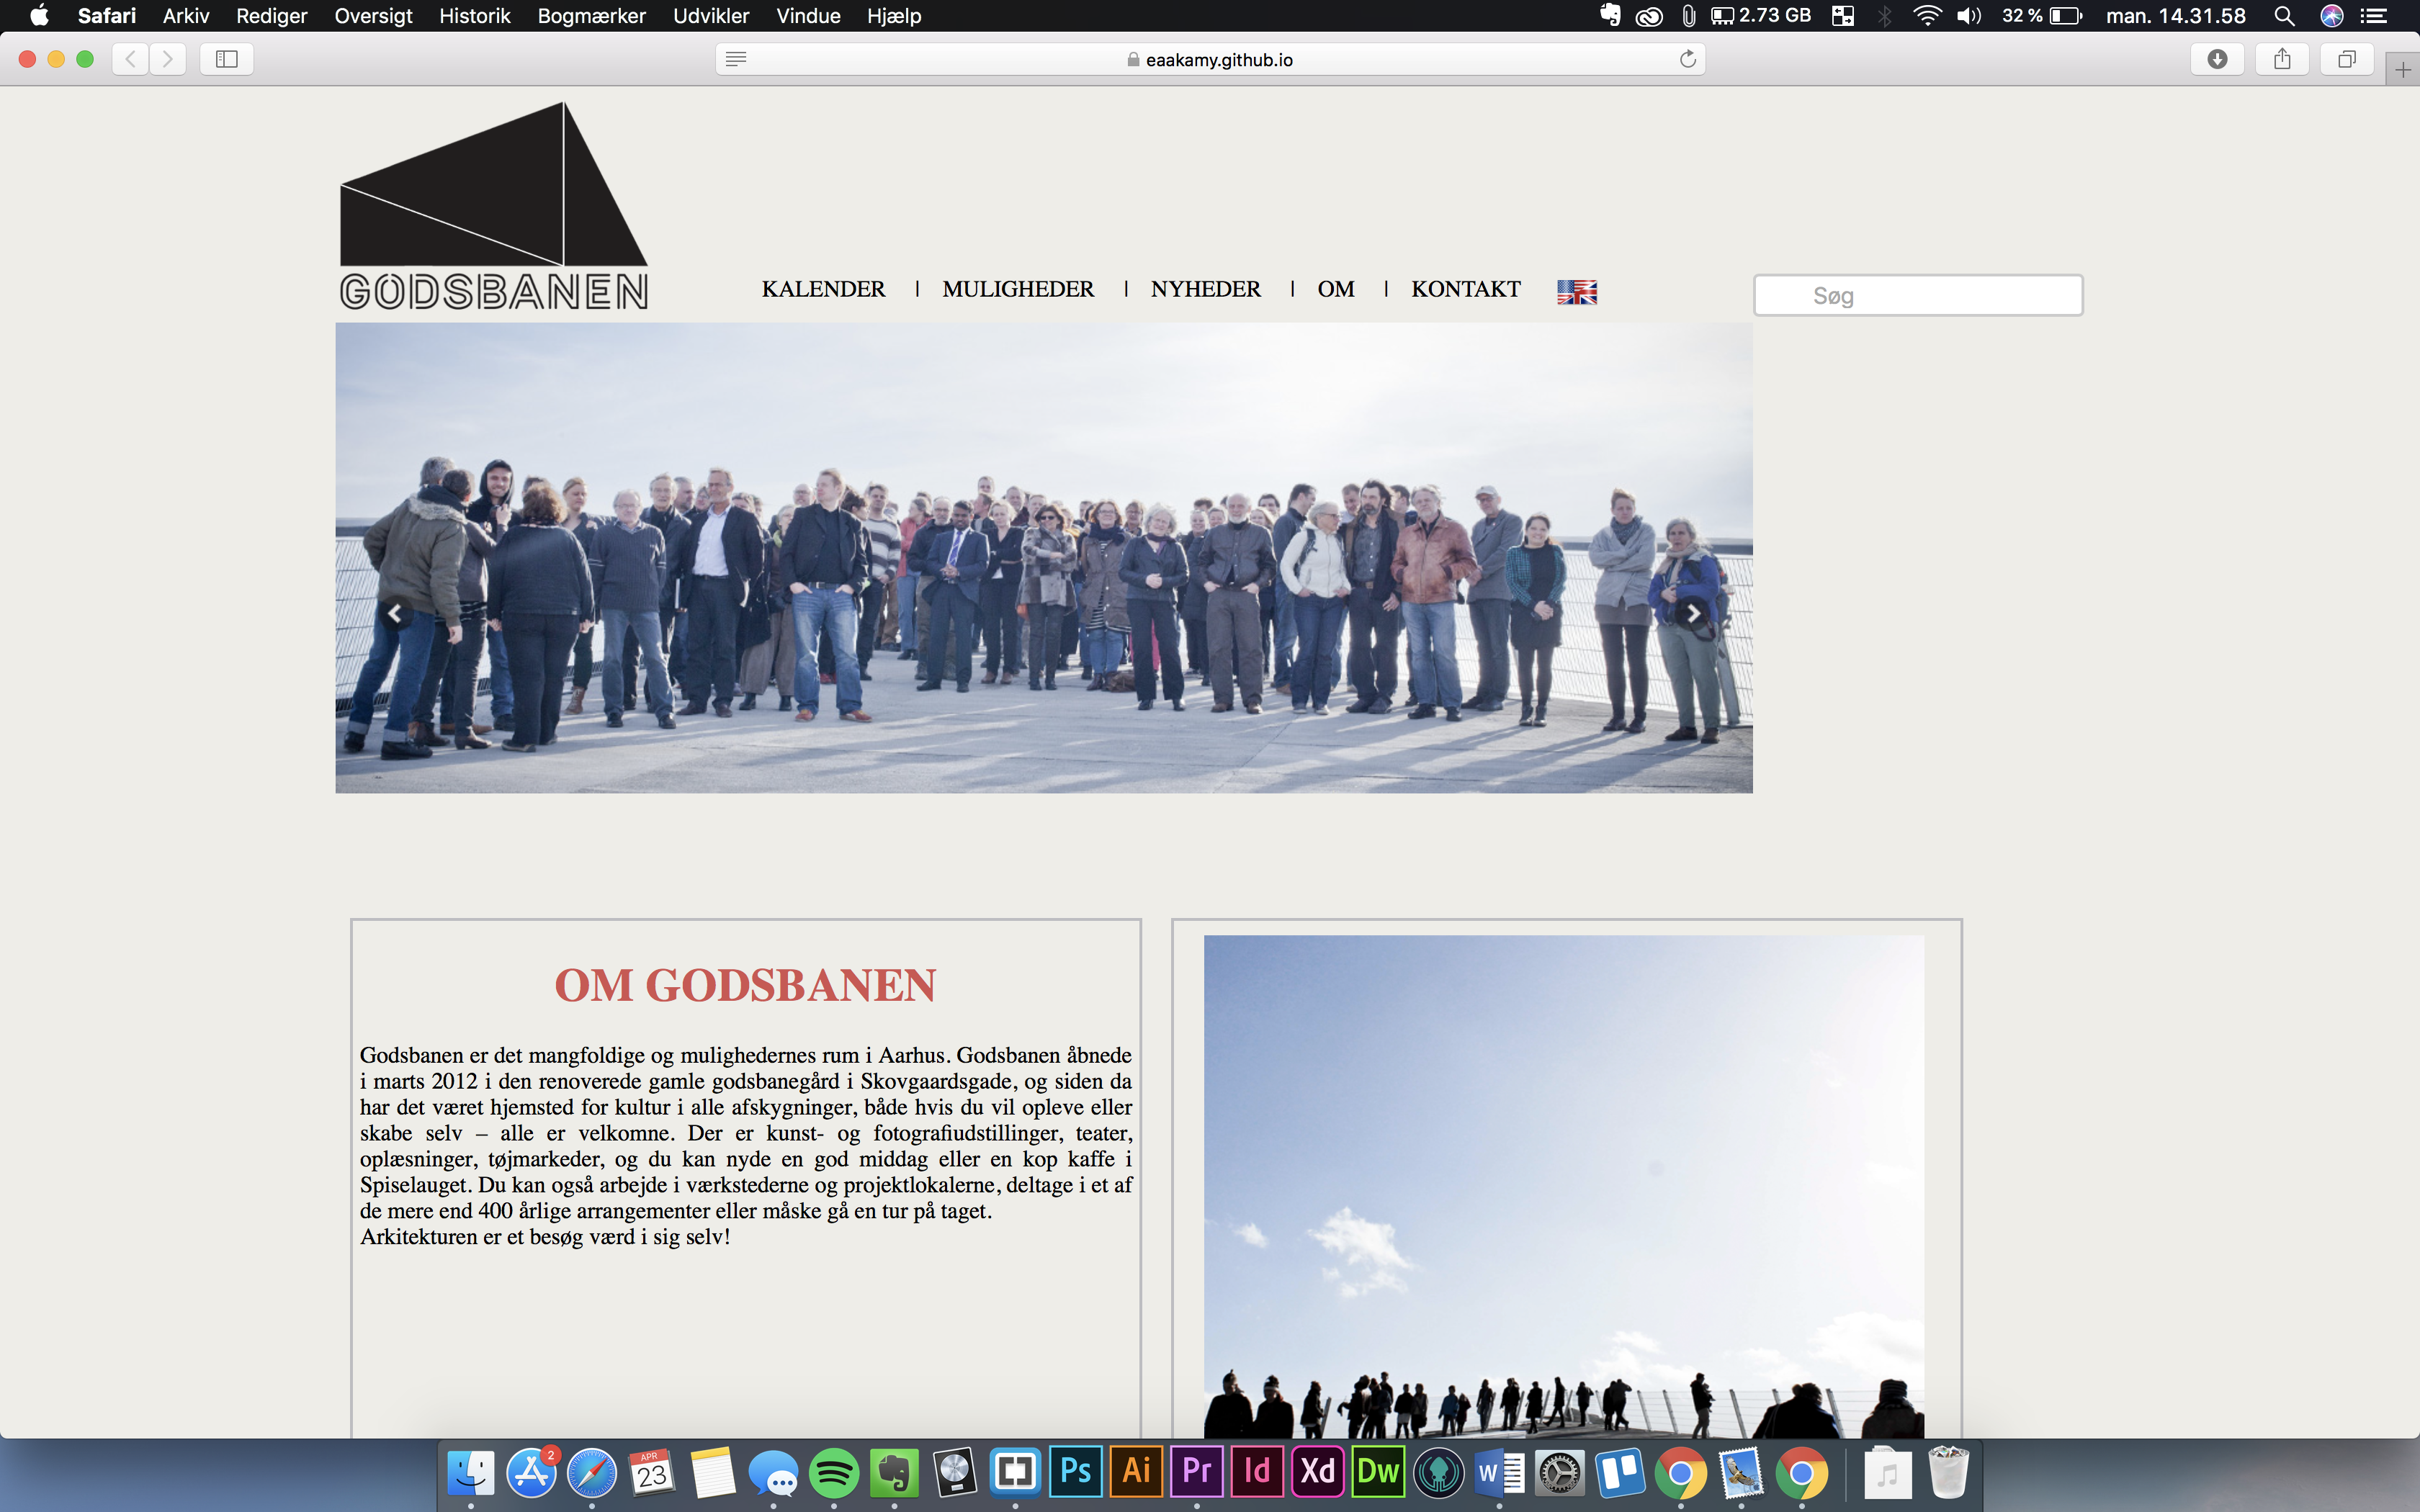 Safari Arkiv Rediger Oversigt Historik Bogmærker Udvikler Vindue Hjælp 2.73 GB 32 % man. 14.31.58
eaakamy.github.io
GODSBANEN
KALENDER | MULIGHEDER | NYHEDER | OM | KONTAKT
Søg
OM GODSBANEN
Godsbanen er det mangfoldige og mulighedernes rum i Aarhus. Godsbanen åbnede
i marts 2012 i den renoverede gamle godsbanegård i Skovgaardsgade, og siden da
har det været hjemsted for kultur i alle afskygninger, både hvis du vil opleve eller
skabe selv – alle er velkomne. Der er kunst- og fotografiudstillinger, teater,
oplæsninger, tøjmarkeder, og du kan nyde en god middag eller en kop kaffe i
Spiselauget. Du kan også arbejde i værkstederne og projektlokalerne, deltage i et af
de mere end 400 årlige arrangementer eller måske gå en tur på taget.
Arkitekturen er et besøg værd i sig selv!
2
APR
23
Ps Ai Pr Id Xd Dw W